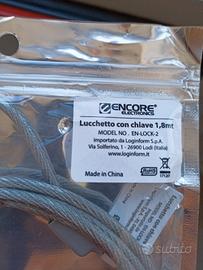 ENCORE
ELECTRONICS
Lucchetto con chiave 1,8mt
MODEL NO . EN-LOCK-2
importato da Loginform S.p.A.
Via Solferino, 1 - 26900 Lodi (Italia)
www.loginform.it
Made in China
subito